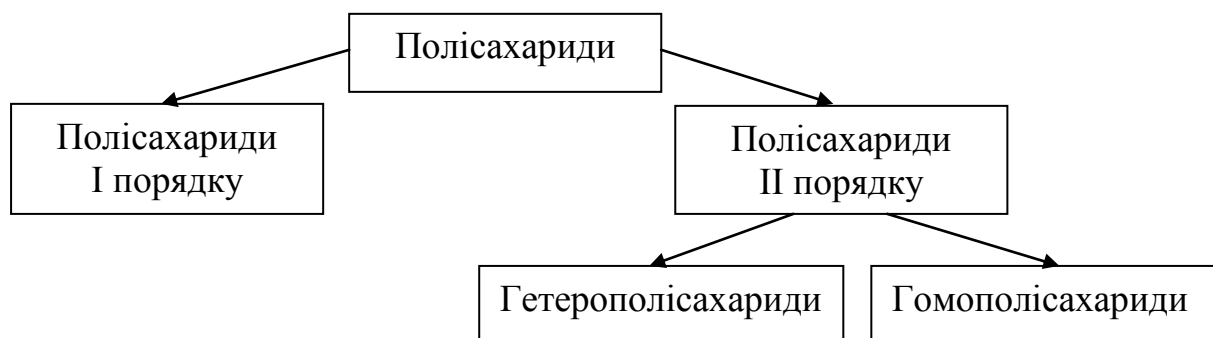 Полісахариди
Полісахариди
І порядку
Полісахариди
ІІ порядку
Гетерополісахариди
Гомополісахариди